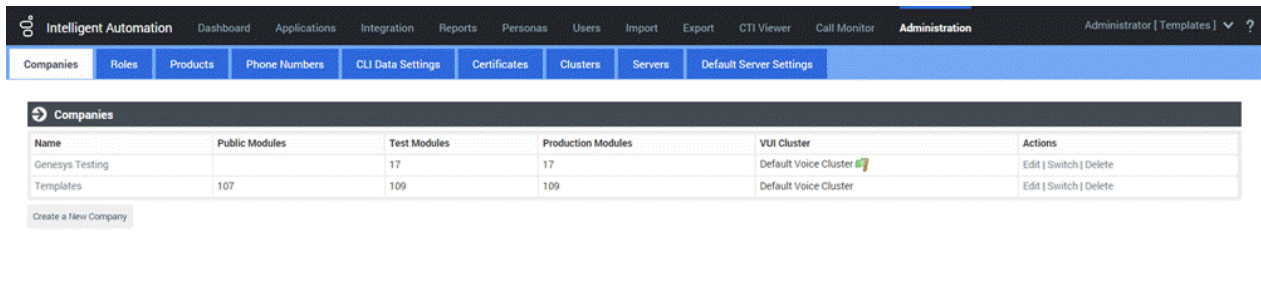 Intelligent Automation Dashboard Applications Integration Reports Personas Users Import Export CTI Viewer Call Monitor Administration Administrator [ Templates ] ?
Companies Roles Products Phone Numbers CLI Data Settings Certificates Clusters Servers Default Server Settings
Companies
Name Public Modules Test Modules Production Modules VUI Cluster Actions
Genesys Testing 17 17 Default Voice Cluster Edit | Switch | Delete
Templates 107 109 109 Default Voice Cluster Edit | Switch | Delete
Create a New Company